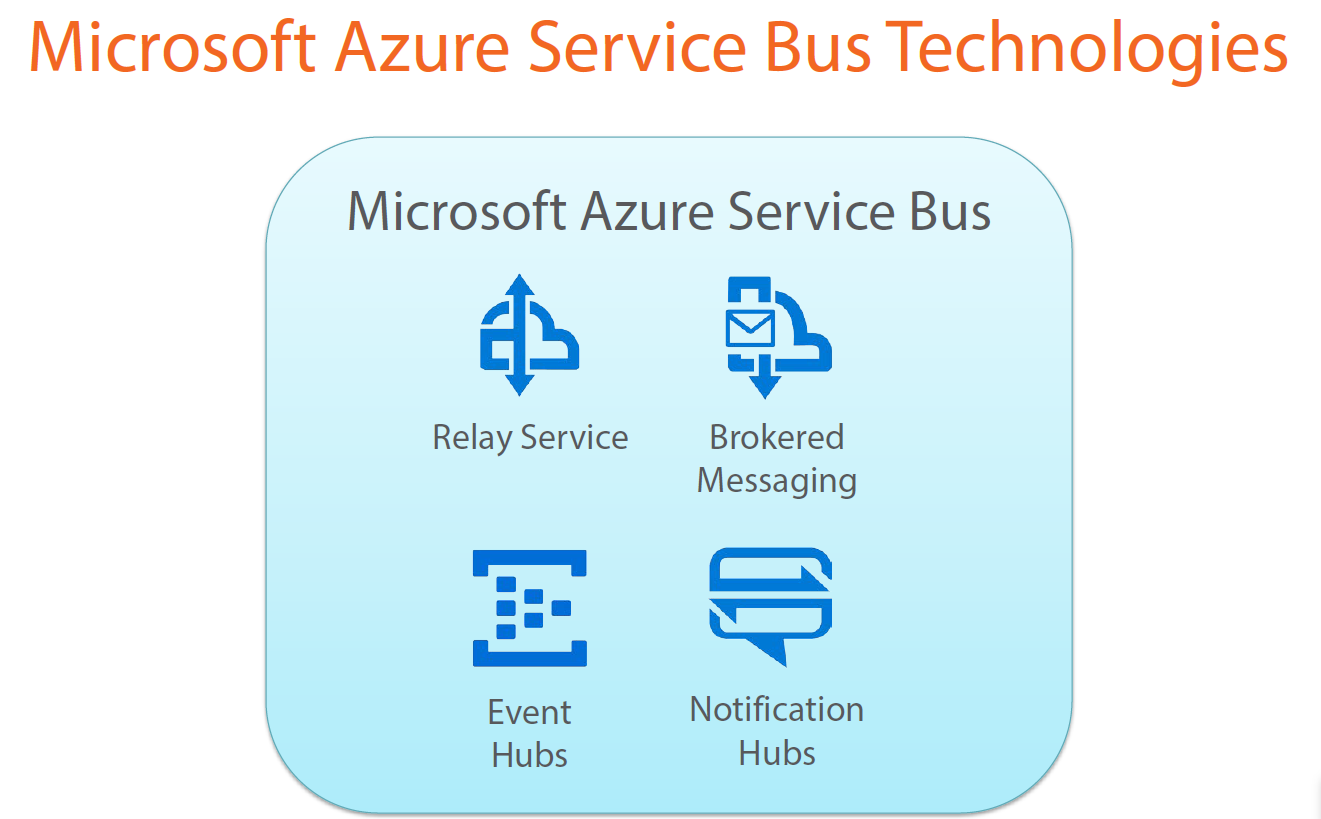 Microsoft Azure Service Bus Technologies
Microsoft Azure Service Bus
Relay Service
Brokered
Messaging
Event
Hubs
Notification
Hubs